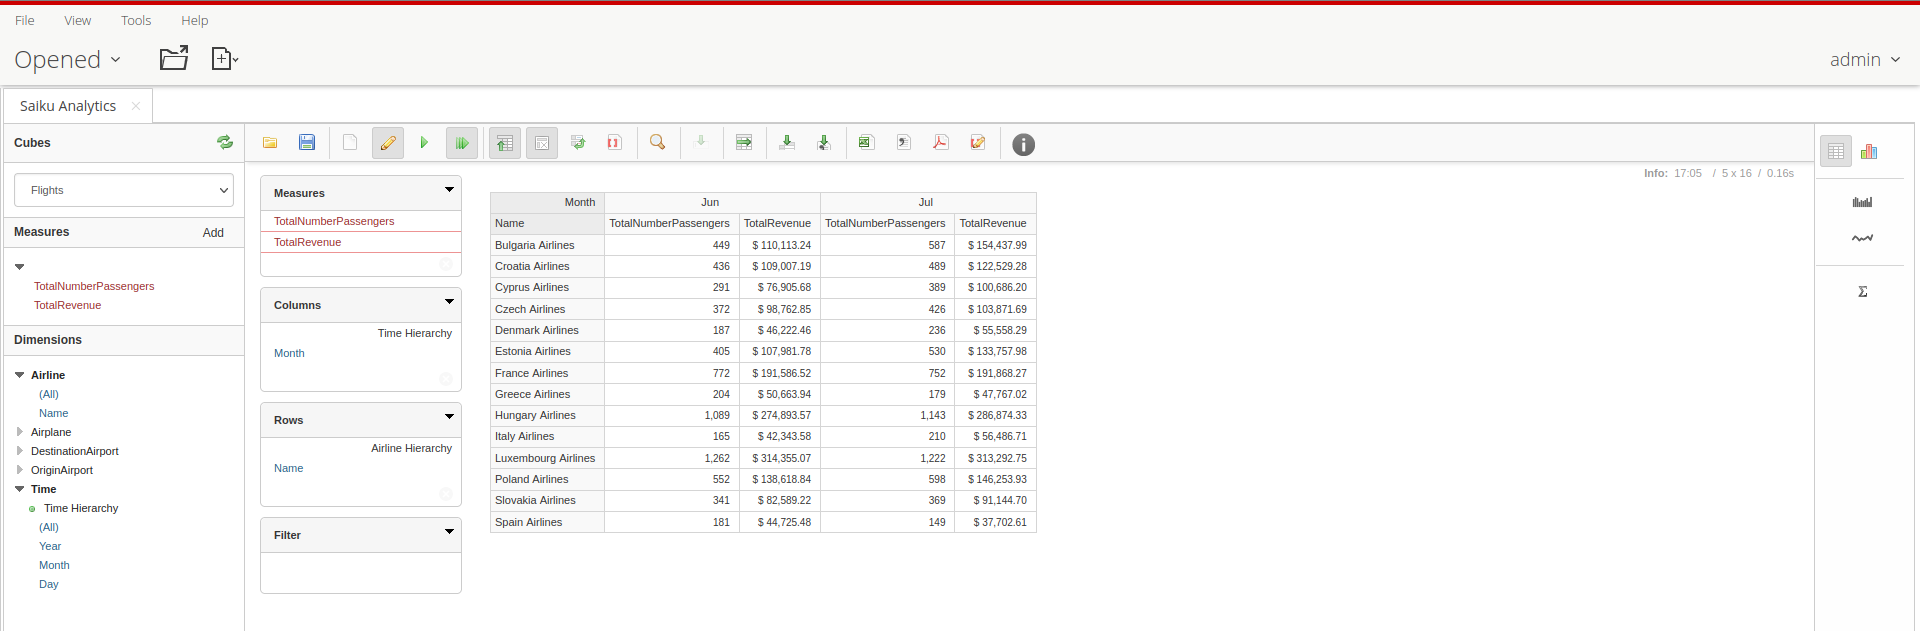 File View Tools Help
Opened
admin
Saiku Analytics
Cubes
Flights
Measures Add
TotalNumberPassengers
TotalRevenue
Dimensions
Airline
(All)
Name
Airplane
DestinationAirport
OriginAirport
Time
Time Hierarchy
(All)
Year
Month
Day
Measures
TotalNumberPassengers
TotalRevenue
Columns
Time Hierarchy
Month
Rows
Airline Hierarchy
Name
Filter
Info: 17:05 / 5 x 16 / 0.16s
Month Jun Jul
Name TotalNumberPassengers TotalRevenue TotalNumberPassengers TotalRevenue
Bulgaria Airlines 449 $ 110,113.24 587 $ 154,437.99
Croatia Airlines 436 $ 109,007.19 489 $ 122,529.28
Cyprus Airlines 291 $ 76,905.68 389 $ 100,686.20
Czech Airlines 372 $ 98,762.85 426 $ 103,871.69
Denmark Airlines 187 $ 46,222.46 236 $ 55,558.29
Estonia Airlines 405 $ 107,981.78 530 $ 133,757.98
France Airlines 772 $ 191,586.52 752 $ 191,868.27
Greece Airlines 204 $ 50,663.94 179 $ 47,767.02
Hungary Airlines 1,089 $ 274,893.57 1,143 $ 286,874.33
Italy Airlines 165 $ 42,343.58 210 $ 56,486.71
Luxembourg Airlines 1,262 $ 314,355.07 1,222 $ 313,292.75
Poland Airlines 552 $ 138,618.84 598 $ 146,253.93
Slovakia Airlines 341 $ 82,589.22 369 $ 91,144.70
Spain Airlines 181 $ 44,725.48 149 $ 37,702.61
Σ